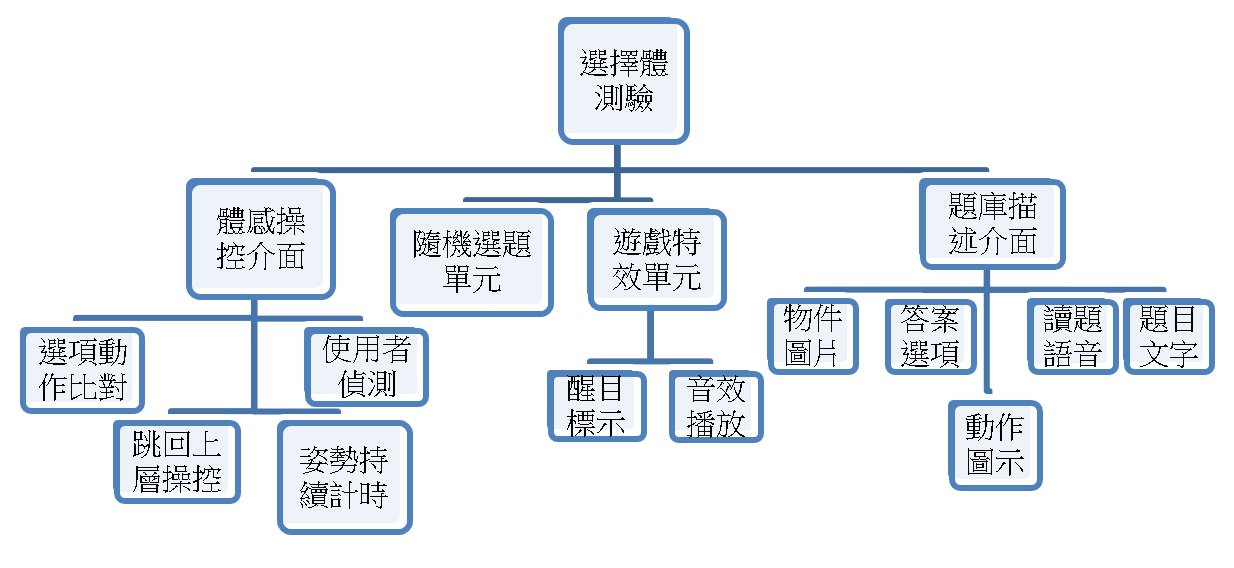 選擇體
測驗
體感操
控介面
隨機選題
單元
遊戲特
效單元
題庫描
述介面
選項動
作比對
使用者
偵測
跳回上
層操控
姿勢持
續計時
醒目
標示
音效
播放
物件
圖片
答案
選項
讀題
語音
題目
文字
動作
圖示